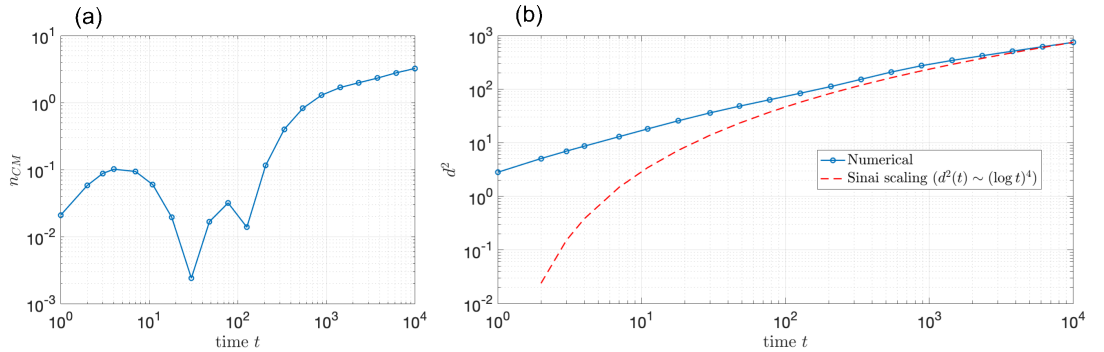 (a)
10^1
10^0
10^{-1}
10^{-2}
10^{-3}
n_{CM}
10^0 10^1 10^2 10^3 10^4
time t
(b)
10^3
10^2
10^1
10^0
10^{-1}
10^{-2}
d^2
Numerical
Sinai scaling (d^2(t) ∼ (log t)^4)
10^0 10^1 10^2 10^3 10^4
time t